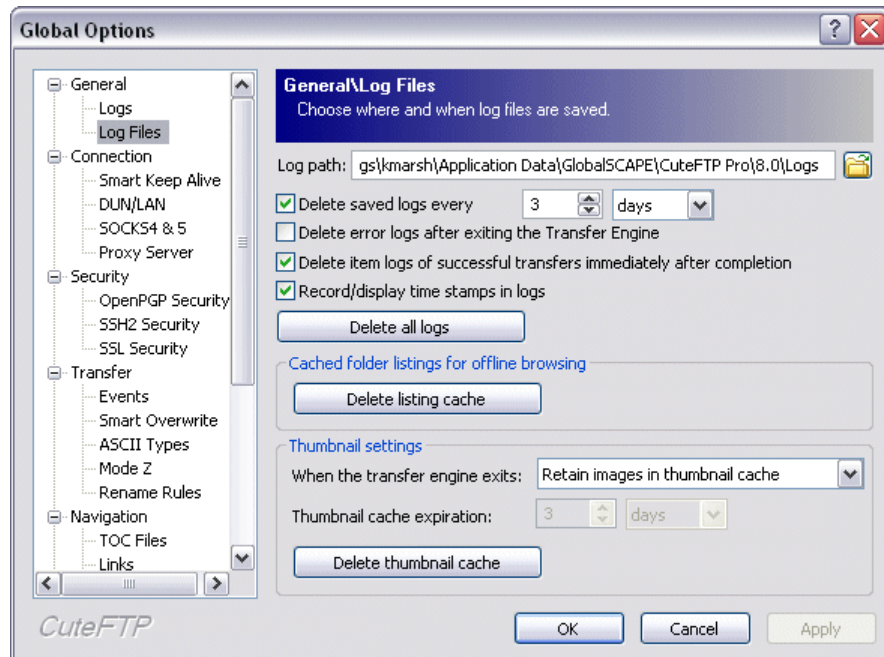 Global Options
General
Logs
Log Files
Connection
Smart Keep Alive
DUN/LAN
SOCKS4 & 5
Proxy Server
Security
OpenPGP Security
SSH2 Security
SSL Security
Transfer
Events
Smart Overwrite
ASCII Types
Mode Z
Rename Rules
Navigation
TOC Files
Links
CuteFTP
General\Log Files
Choose where and when log files are saved.
Log path: gs\kmarsh\Application Data\GlobalSCAPE\CuteFTP Pro\8.0\Logs
Delete saved logs every 3 days
Delete error logs after exiting the Transfer Engine
Delete item logs of successful transfers immediately after completion
Record/display time stamps in logs
Delete all logs
Cached folder listings for offline browsing
Delete listing cache
Thumbnail settings
When the transfer engine exits: Retain images in thumbnail cache
Thumbnail cache expiration: 3 days
Delete thumbnail cache
OK Cancel Apply